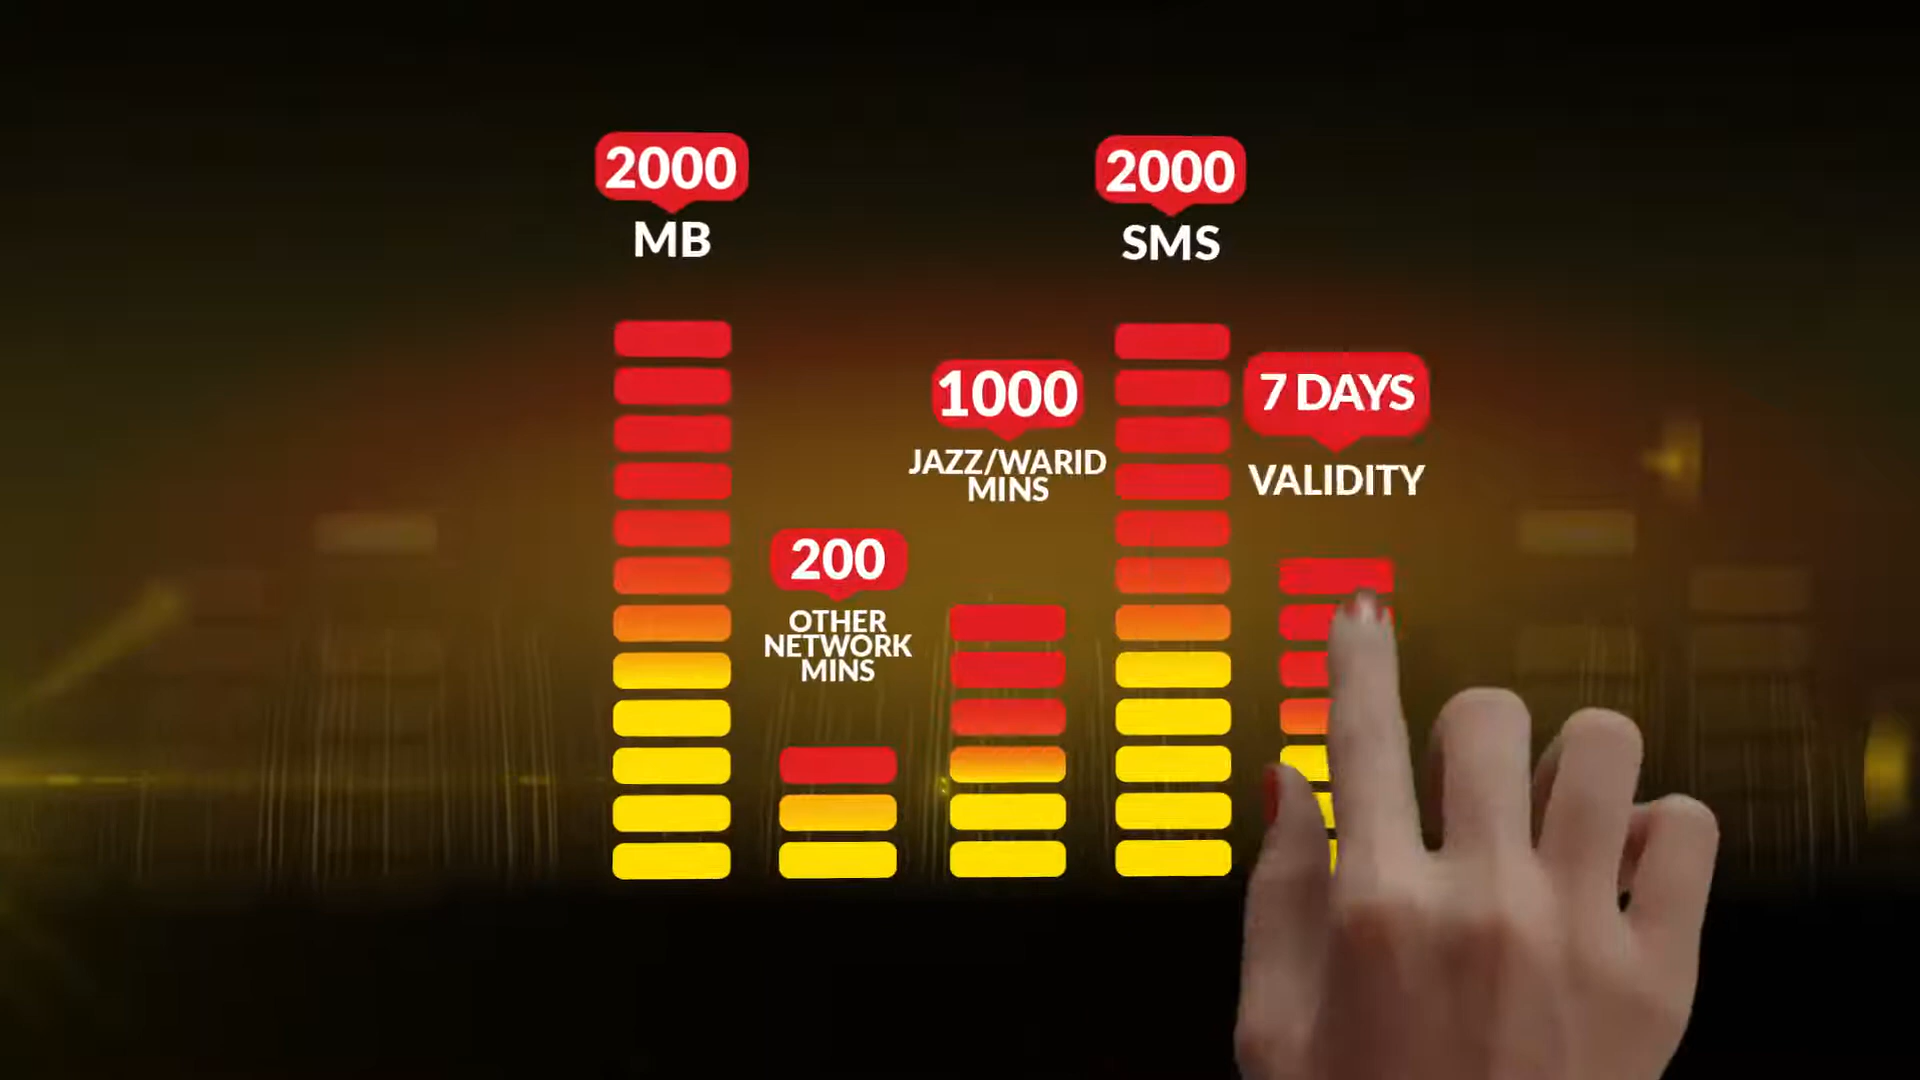 2000
MB
200
OTHER
NETWORK
MINS
1000
JAZZ/WARID
MINS
2000
SMS
7 DAYS
VALIDITY